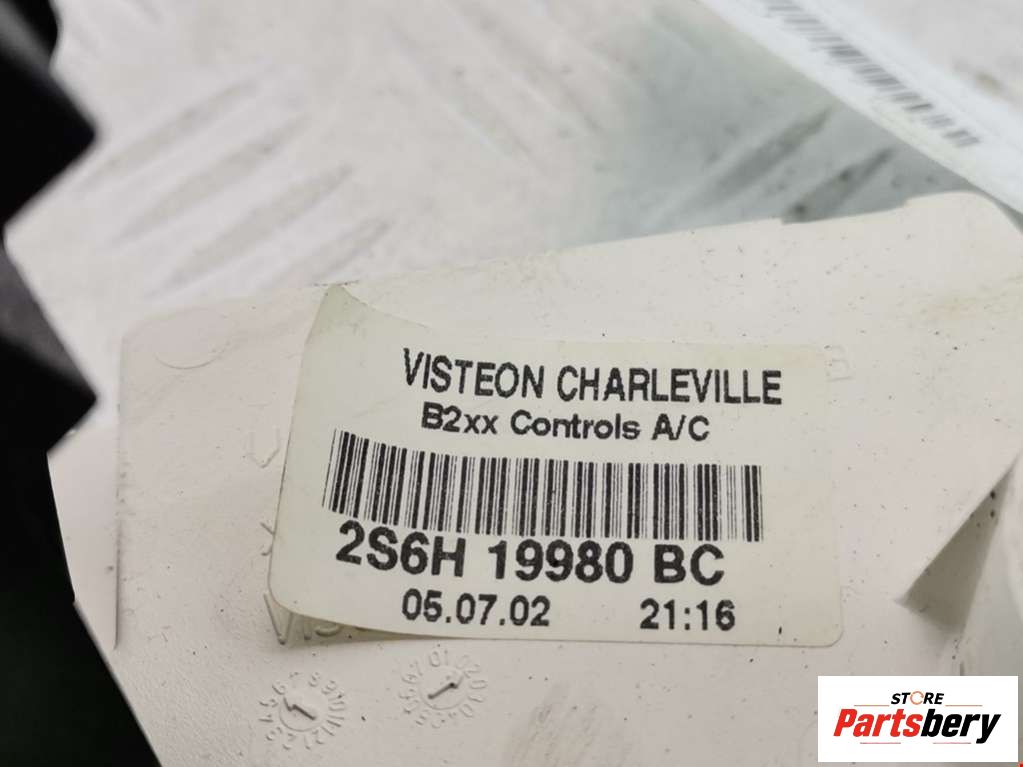 VISTEON CHARLEVILLE
B2xx Controls A/C
2S6H 19980 BC
05.07.02 21:16
STORE
Partsbery